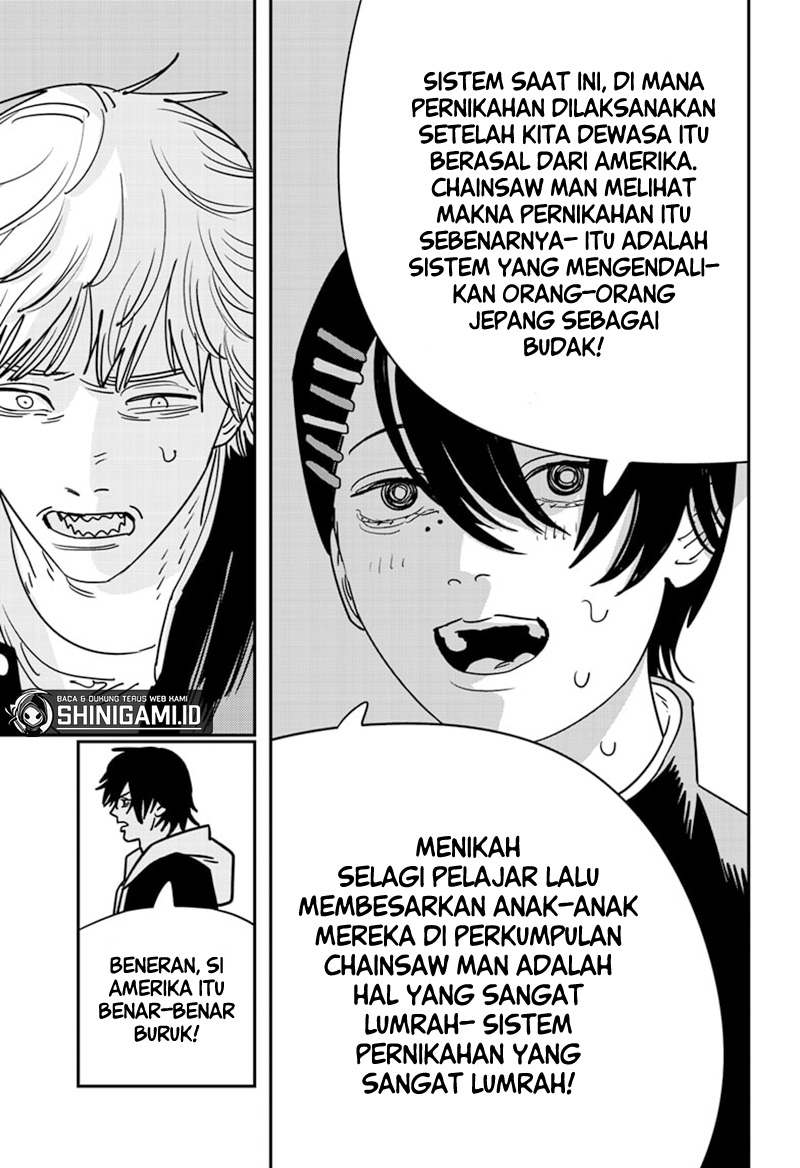 SISTEM SAAT INI, DI MANA
PERNIKAHAN DILAKSANAKAN
SETELAH KITA DEWASA ITU
BERASAL DARI AMERIKA.
CHAINSAW MAN MELIHAT
MAKNA PERNIKAHAN ITU
SEBENARNYA- ITU ADALAH
SISTEM YANG MENGENDALI-
KAN ORANG-ORANG
JEPANG SEBAGAI
BUDAK!
MENIKAH
SELAGI PELAJAR LALU
MEMBESARKAN ANAK-ANAK
MEREKA DI PERKUMPULAN
CHAINSAW MAN ADALAH
HAL YANG SANGAT
LUMRAH- SISTEM
PERNIKAHAN YANG
SANGAT LUMRAH!
BACA & DUKUNG TERUS WEB KAMI
SHINIGAMI.ID
BENERAN, SI
AMERIKA ITU
BENAR-BENAR
BURUK!